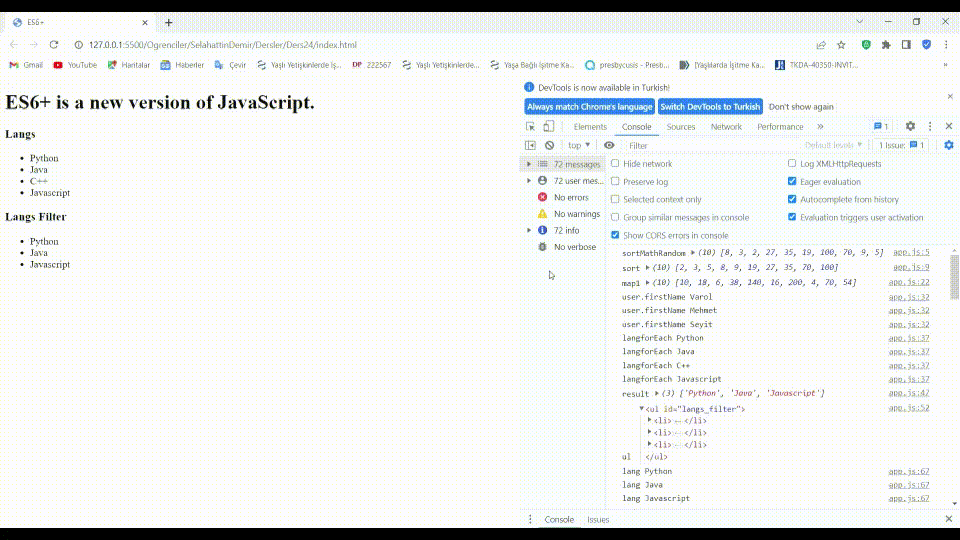 ES6+
127.0.0.1:5500/Ogrenciler/SelahattinDemir/Dersler/Ders24/index.html
Gmail YouTube Haritalar Haberler Çevir Yaşlı Yetişkinlerde İş... 222567 Yaşlı Yetişkinlerde... Yaşa Bağlı İşitme Ka... presbycusis - Presb... [Yaşlılarda İşitme Ka... TKDA-40350-INVIT... »
ES6+ is a new version of JavaScript.
Langs
Python
Java
C++
Javascript
Langs Filter
Python
Java
Javascript
DevTools is now available in Turkish!
Always match Chrome's language Switch DevTools to Turkish Don't show again
Elements Console Sources Network Performance » 1
top Filter Default levels 1 Issue: 1
72 messages
72 user mes...
No errors
No warnings
72 info
No verbose
Hide network Log XMLHttpRequests
Preserve log Eager evaluation
Selected context only Autocomplete from history
Group similar messages in console Evaluation triggers user activation
Show CORS errors in console
sortMathRandom (10) [8, 3, 2, 27, 35, 19, 100, 70, 9, 5] app.js:5
sort (10) [2, 3, 5, 8, 9, 19, 27, 35, 70, 100] app.js:9
map1 (10) [10, 18, 6, 38, 140, 16, 200, 4, 70, 54] app.js:22
user.firstName Varol app.js:32
user.firstName Mehmet app.js:32
user.firstName Seyit app.js:32
langforEach Python app.js:37
langforEach Java app.js:37
langforEach C++ app.js:37
langforEach Javascript app.js:37
result (3) ['Python', 'Java', 'Javascript'] app.js:47
<ul id="langs_filter"> app.js:52
<li>…</li>
<li>…</li>
<li>…</li>
ul </ul>
lang Python app.js:67
lang Java app.js:67
lang Javascript app.js:67
Console Issues